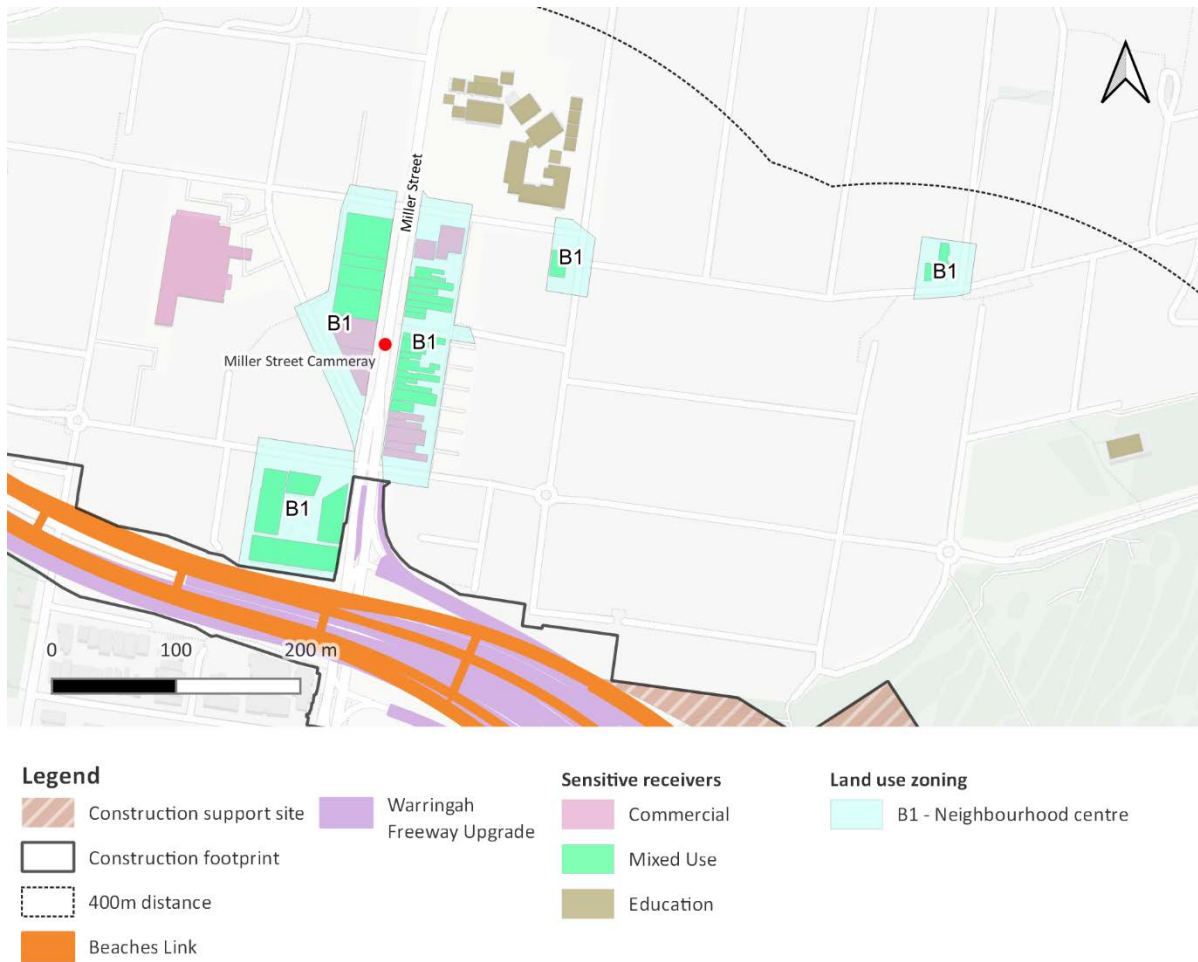 Miller Street
B1
B1
B1
B1
Miller Street Cammeray
B1
0 100 200 m
Legend
Construction support site
Construction footprint
400m distance
Beaches Link
Warringah
Freeway Upgrade
Sensitive receivers
Commercial
Mixed Use
Education
Land use zoning
B1 - Neighbourhood centre